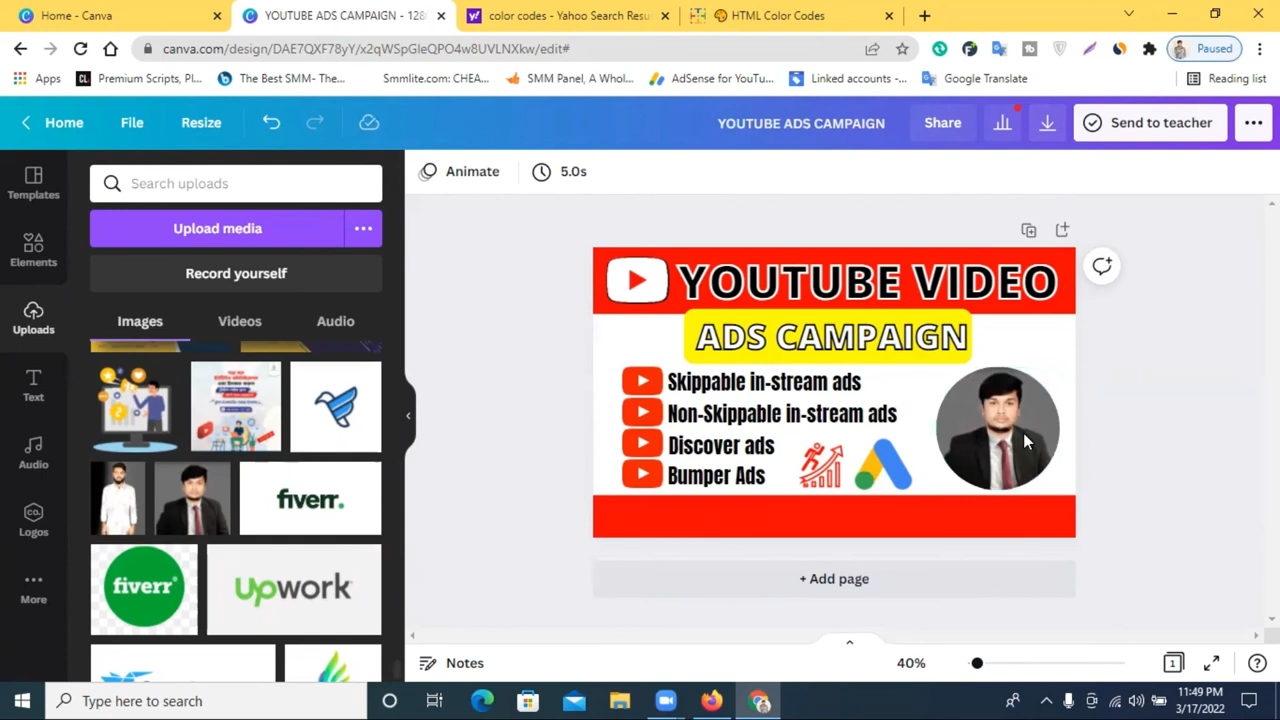 Home - Canva
YOUTUBE ADS CAMPAIGN - 128
color codes - Yahoo Search Resu
HTML Color Codes
canva.com/design/DAE7QXF78yY/x2qWSpGleQPO4w8UVLNXkw/edit#
Paused
Apps
Premium Scripts, Pl...
The Best SMM- The...
Smmlite.com: CHEA...
SMM Panel, A Whol...
AdSense for YouTu...
Linked accounts -...
Google Translate
Reading list
Home
File
Resize
YOUTUBE ADS CAMPAIGN
Share
Send to teacher
Templates
Elements
Uploads
Text
Audio
Logos
More
Search uploads
Upload media
Record yourself
Images
Videos
Audio
fiverr.
fiverr
upwork
Animate
5.0s
YOUTUBE VIDEO
ADS CAMPAIGN
Skippable in-stream ads
Non-Skippable in-stream ads
Discover ads
Bumper Ads
+ Add page
Notes
40%
1
Type here to search
11:49 PM
3/17/2022